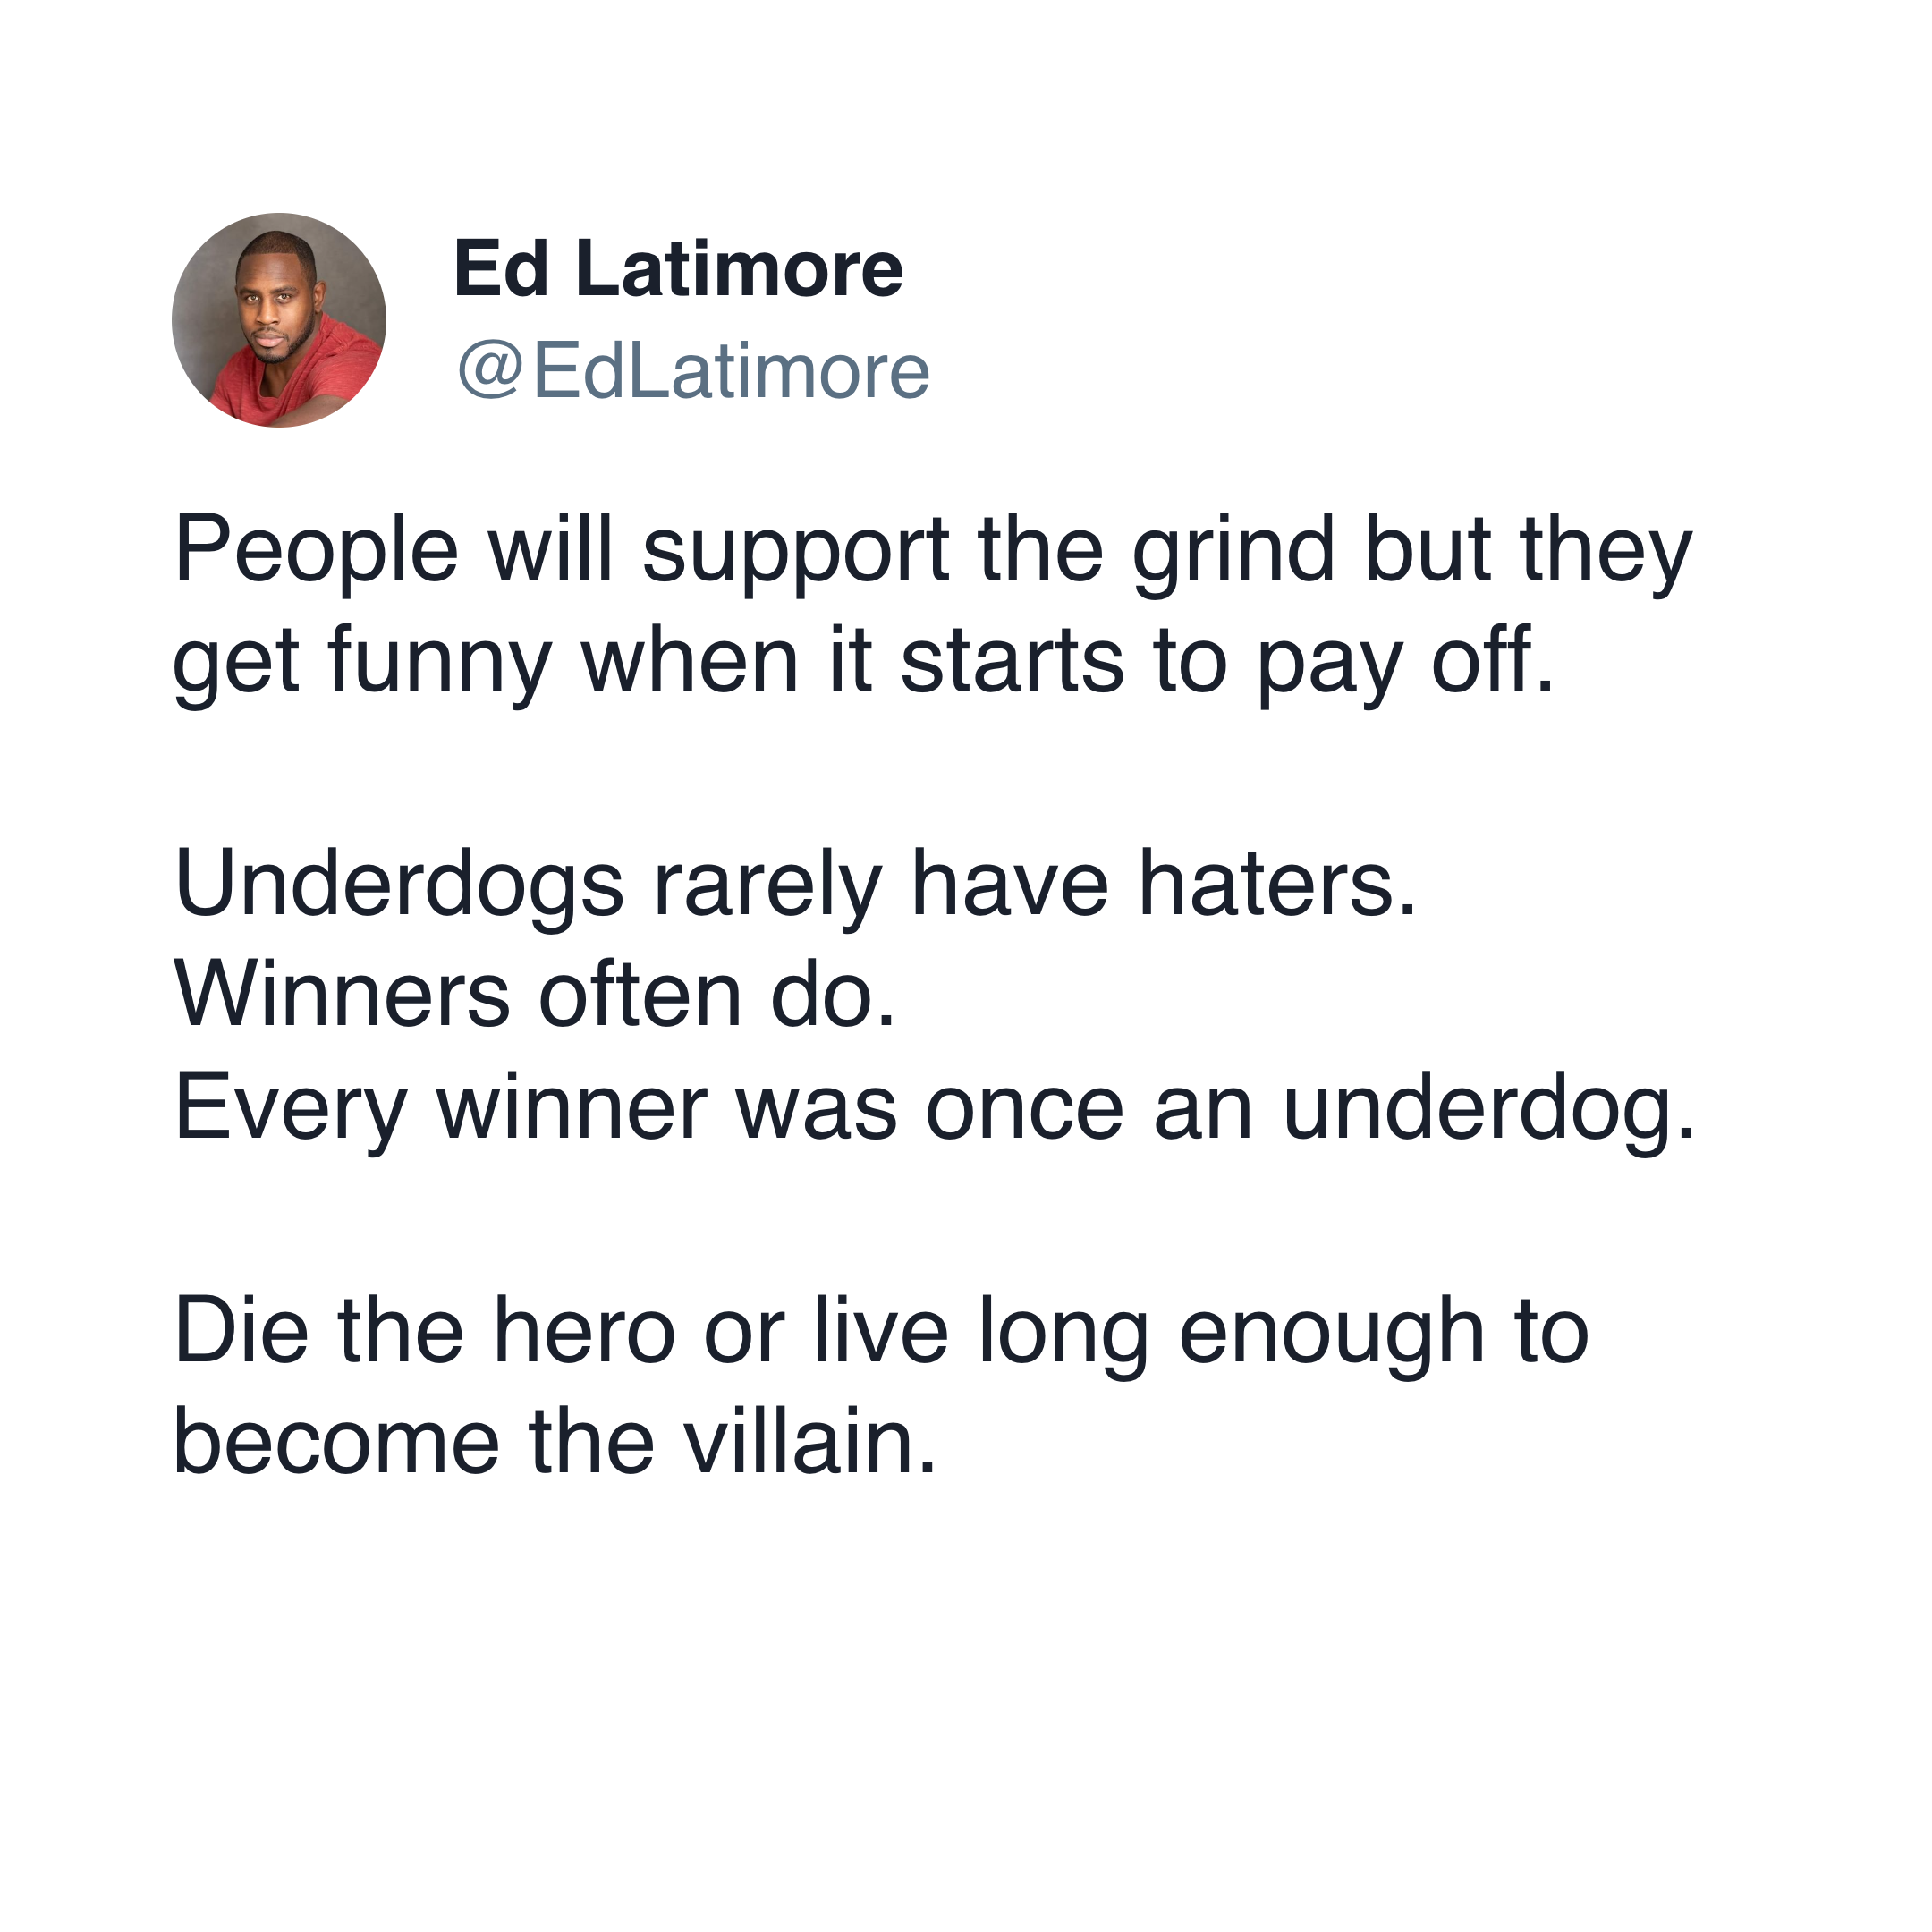 Ed Latimore
@EdLatimore
People will support the grind but they
get funny when it starts to pay off.
Underdogs rarely have haters.
Winners often do.
Every winner was once an underdog.
Die the hero or live long enough to
become the villain.